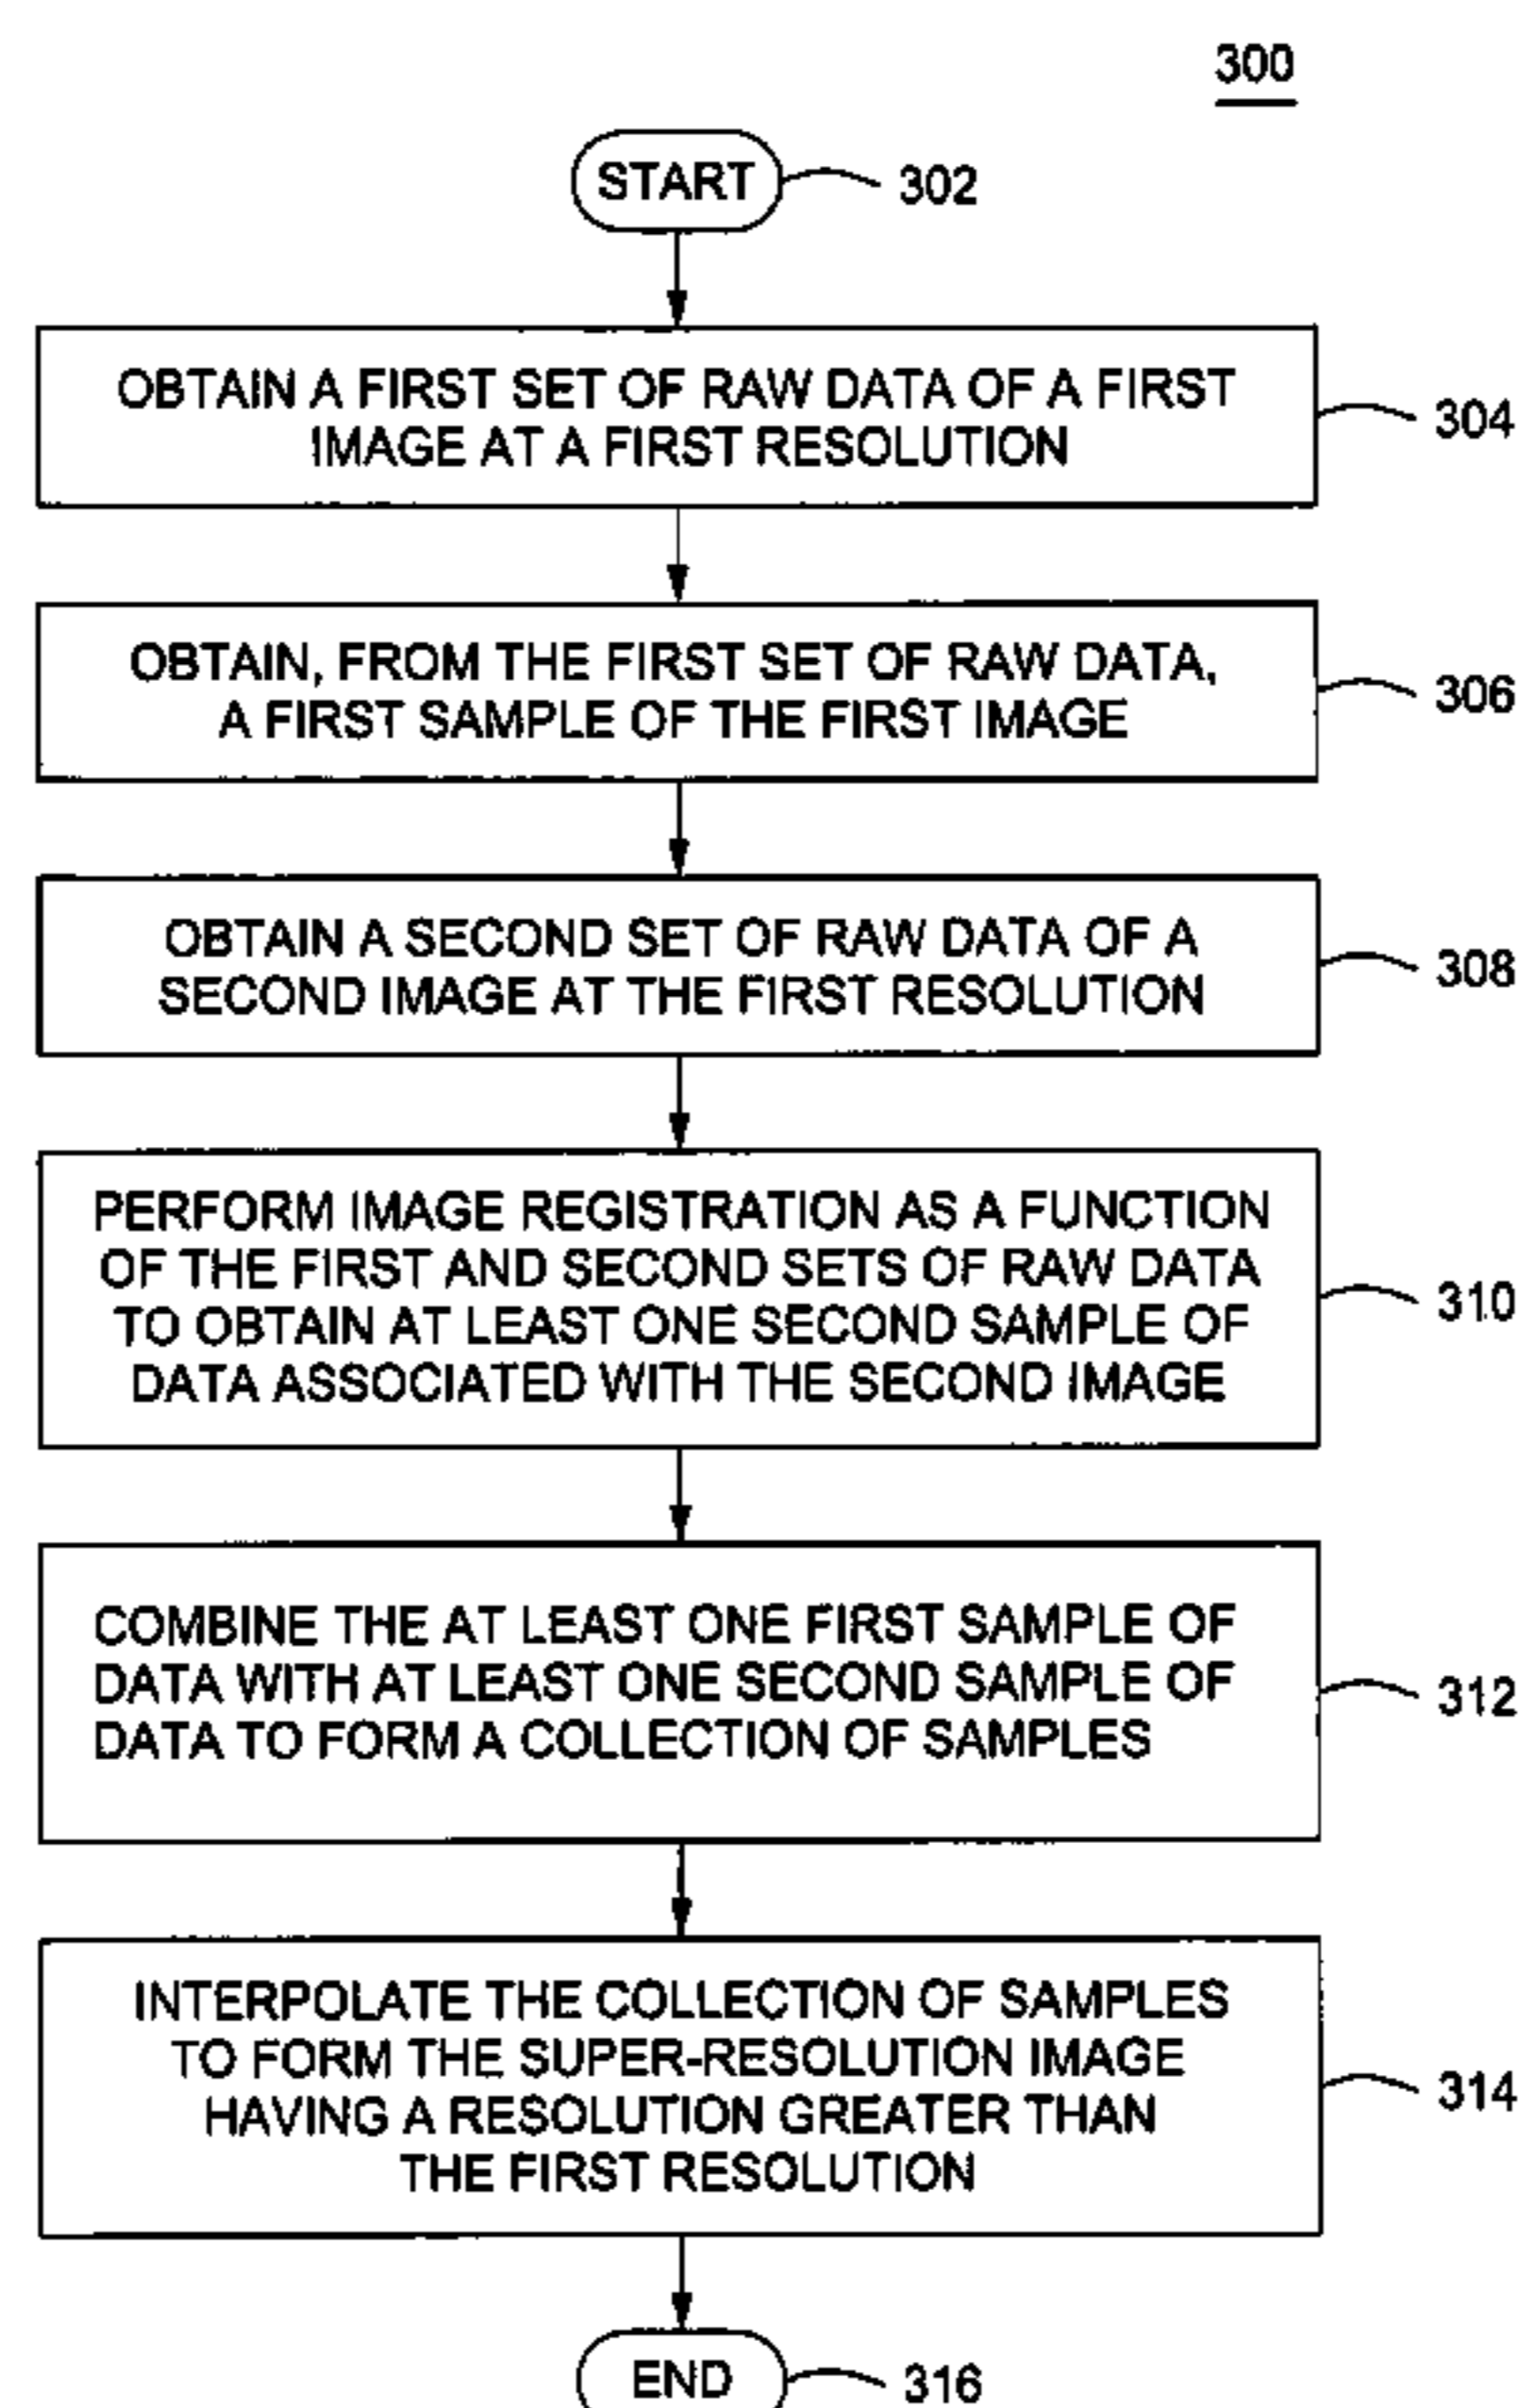 300
START
302
OBTAIN A FIRST SET OF RAW DATA OF A FIRST
IMAGE AT A FIRST RESOLUTION
304
OBTAIN, FROM THE FIRST SET OF RAW DATA,
A FIRST SAMPLE OF THE FIRST IMAGE
306
OBTAIN A SECOND SET OF RAW DATA OF A
SECOND IMAGE AT THE FIRST RESOLUTION
308
PERFORM IMAGE REGISTRATION AS A FUNCTION
OF THE FIRST AND SECOND SETS OF RAW DATA
TO OBTAIN AT LEAST ONE SECOND SAMPLE OF
DATA ASSOCIATED WITH THE SECOND IMAGE
310
COMBINE THE AT LEAST ONE FIRST SAMPLE OF
DATA WITH AT LEAST ONE SECOND SAMPLE OF
DATA TO FORM A COLLECTION OF SAMPLES
312
INTERPOLATE THE COLLECTION OF SAMPLES
TO FORM THE SUPER-RESOLUTION IMAGE
HAVING A RESOLUTION GREATER THAN
THE FIRST RESOLUTION
314
END
316